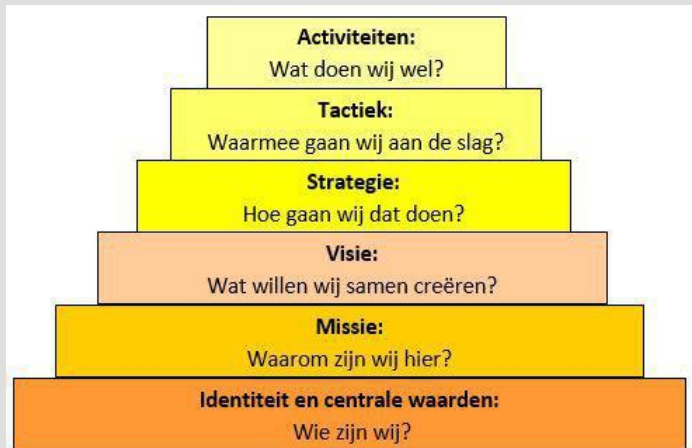 Activiteiten:
Wat doen wij wel?
Tactiek:
Waarmee gaan wij aan de slag?
Strategie:
Hoe gaan wij dat doen?
Visie:
Wat willen wij samen creëren?
Missie:
Waarom zijn wij hier?
Identiteit en centrale waarden:
Wie zijn wij?